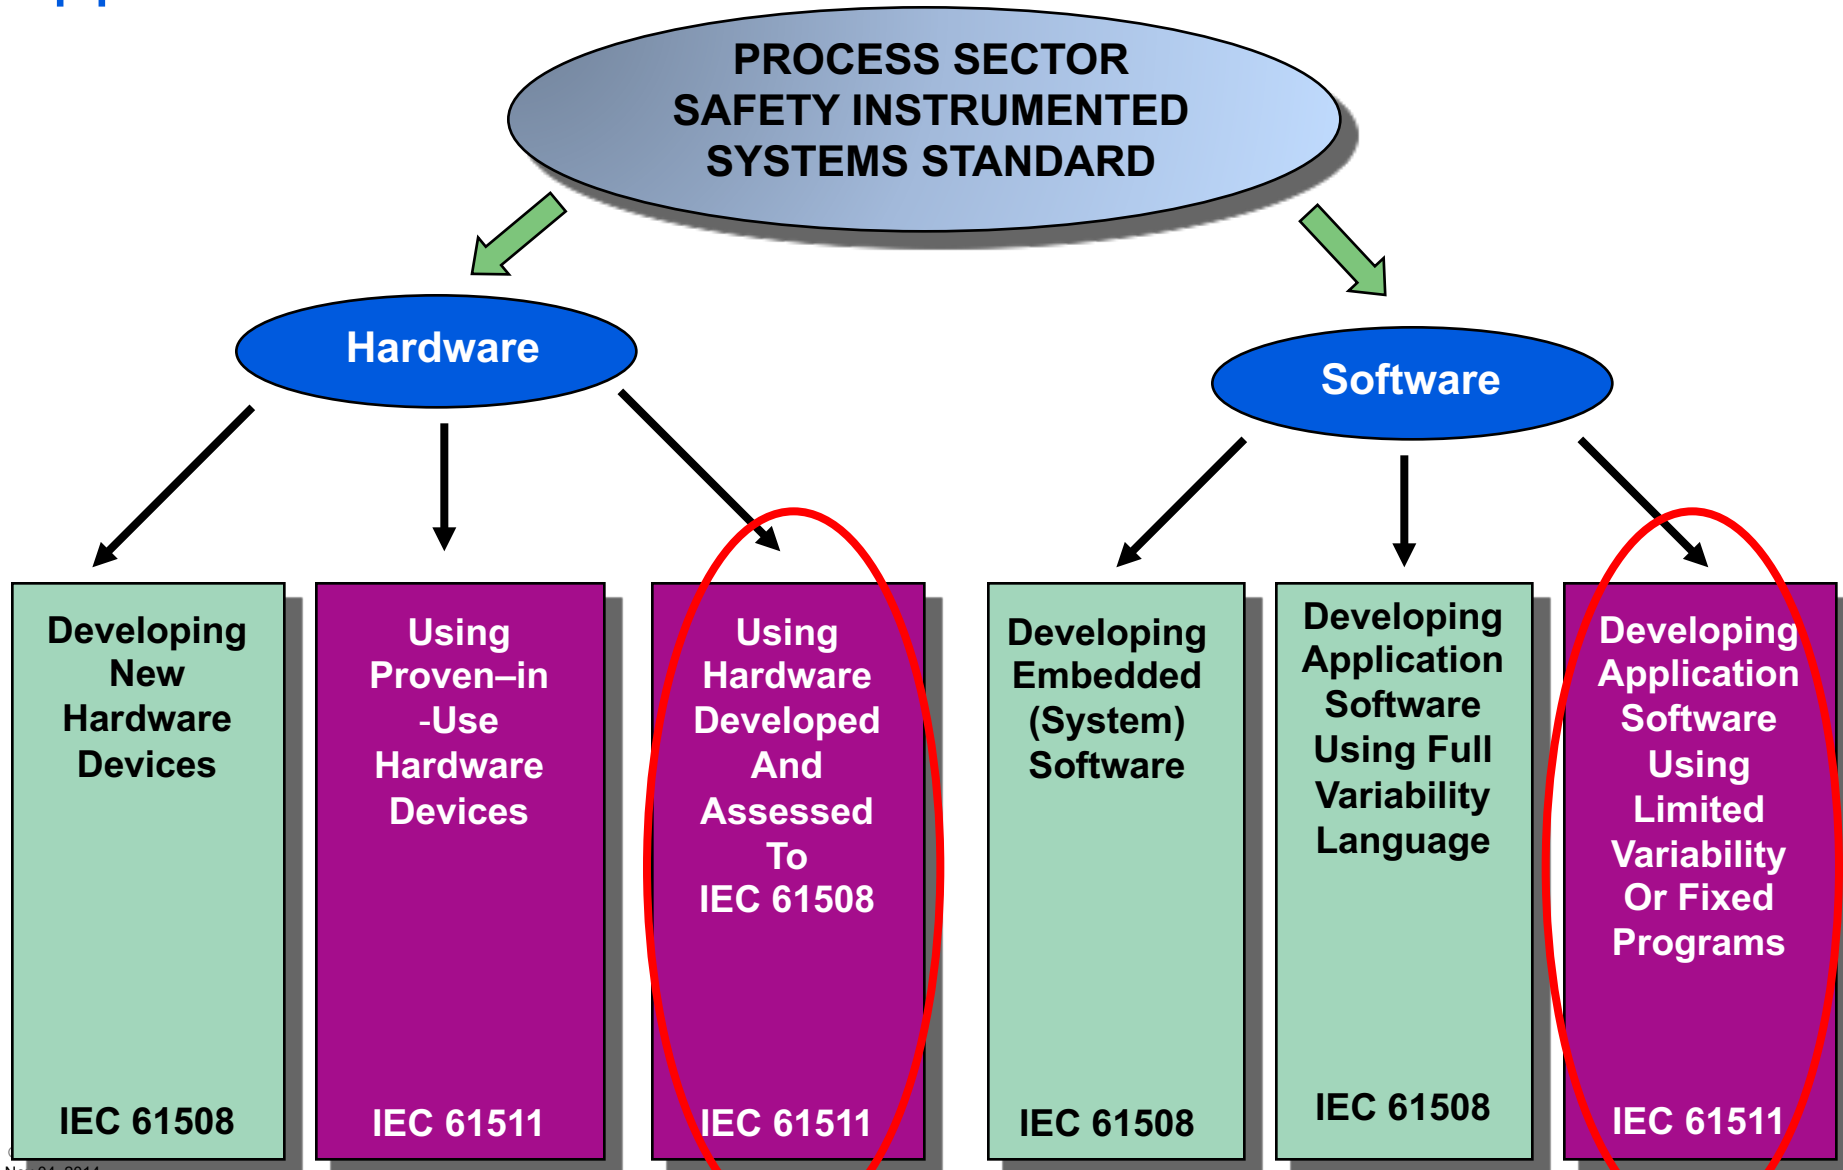 PROCESS SECTOR
SAFETY INSTRUMENTED
SYSTEMS STANDARD
Hardware
Software
Developing
New
Hardware
Devices
IEC 61508
Using
Proven–in
-Use
Hardware
Devices
IEC 61511
Using
Hardware
Developed
And
Assessed
To
IEC 61508
IEC 61511
Developing
Embedded
(System)
Software
IEC 61508
Developing
Application
Software
Using Full
Variability
Language
IEC 61508
Developing
Application
Software
Using
Limited
Variability
Or Fixed
Programs
IEC 61511